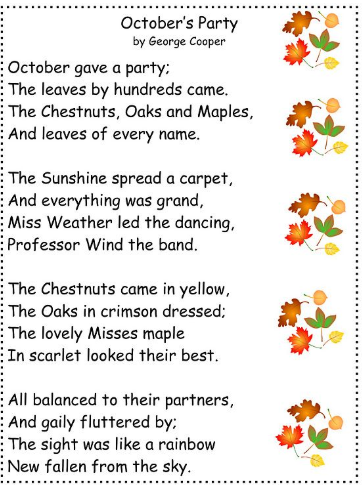 October's Party
by George Cooper
October gave a party;
The leaves by hundreds came.
The Chestnuts, Oaks and Maples,
And leaves of every name.
The Sunshine spread a carpet,
And everything was grand,
Miss Weather led the dancing,
Professor Wind the band.
The Chestnuts came in yellow,
The Oaks in crimson dressed;
The lovely Misses maple
In scarlet looked their best.
All balanced to their partners,
And gaily fluttered by;
The sight was like a rainbow
New fallen from the sky.